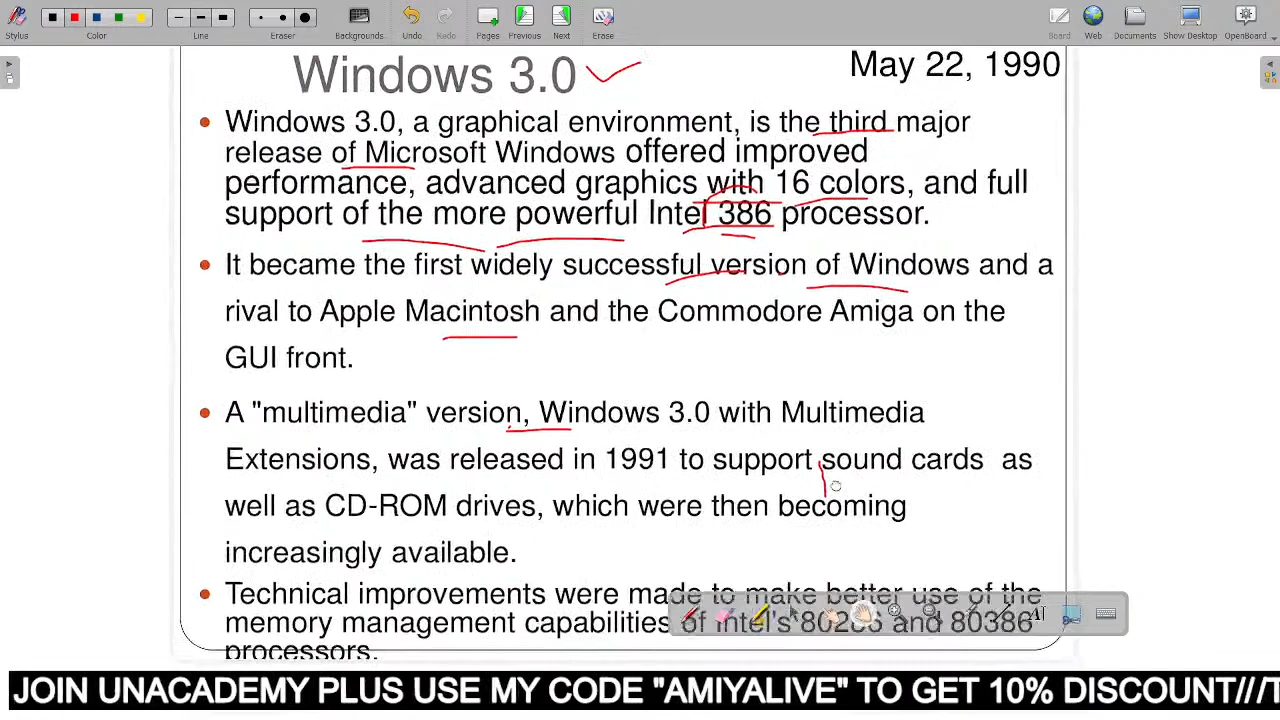 Stylus Color Line Eraser Backgrounds Undo Redo Pages Previous Next Erase Board Web Documents Show Desktop OpenBoard
Windows 3.0 May 22, 1990
• Windows 3.0, a graphical environment, is the third major
release of Microsoft Windows offered improved
performance, advanced graphics with 16 colors, and full
support of the more powerful Intel 386 processor.
• It became the first widely successful version of Windows and a
rival to Apple Macintosh and the Commodore Amiga on the
GUI front.
• A "multimedia" version, Windows 3.0 with Multimedia
Extensions, was released in 1991 to support sound cards as
well as CD-ROM drives, which were then becoming
increasingly available.
• Technical improvements were made to make better use of the
memory management capabilities of Intel's 80286 and 80386
processors.
JOIN UNACADEMY PLUS USE MY CODE "AMIYALIVE" TO GET 10% DISCOUNT///T